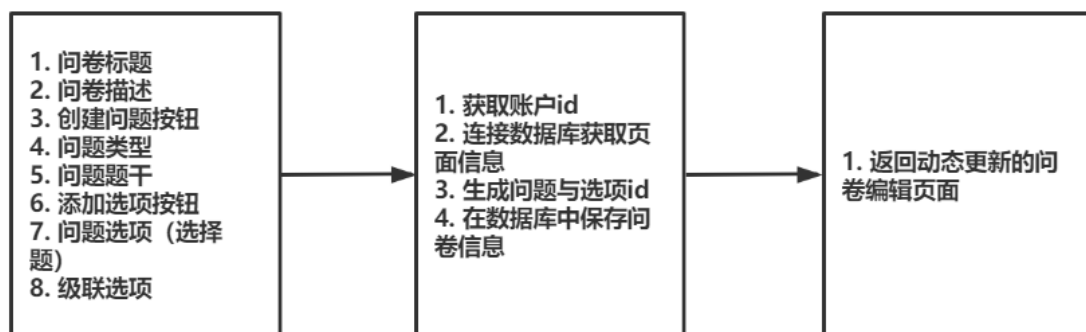 1. 问卷标题
2. 问卷描述
3. 创建问题按钮
4. 问题类型
5. 问题题干
6. 添加选项按钮
7. 问题选项（选择
题）
8. 级联选项
1. 获取账户id
2. 连接数据库获取页
面信息
3. 生成问题与选项id
4. 在数据库中保存问
卷信息
1. 返回动态更新的问
卷编辑页面